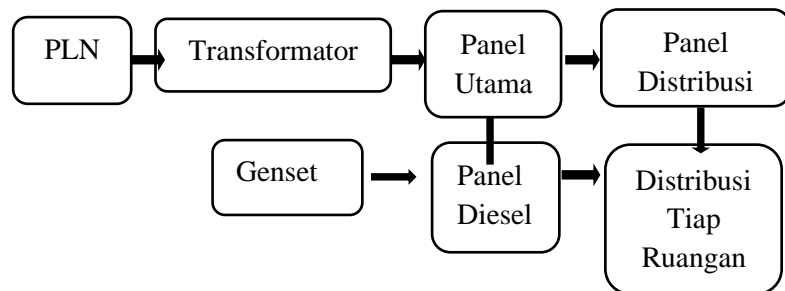 PLN
Transformator
Panel
Utama
Panel
Distribusi
Genset
Panel
Diesel
Distribusi
Tiap
Ruangan